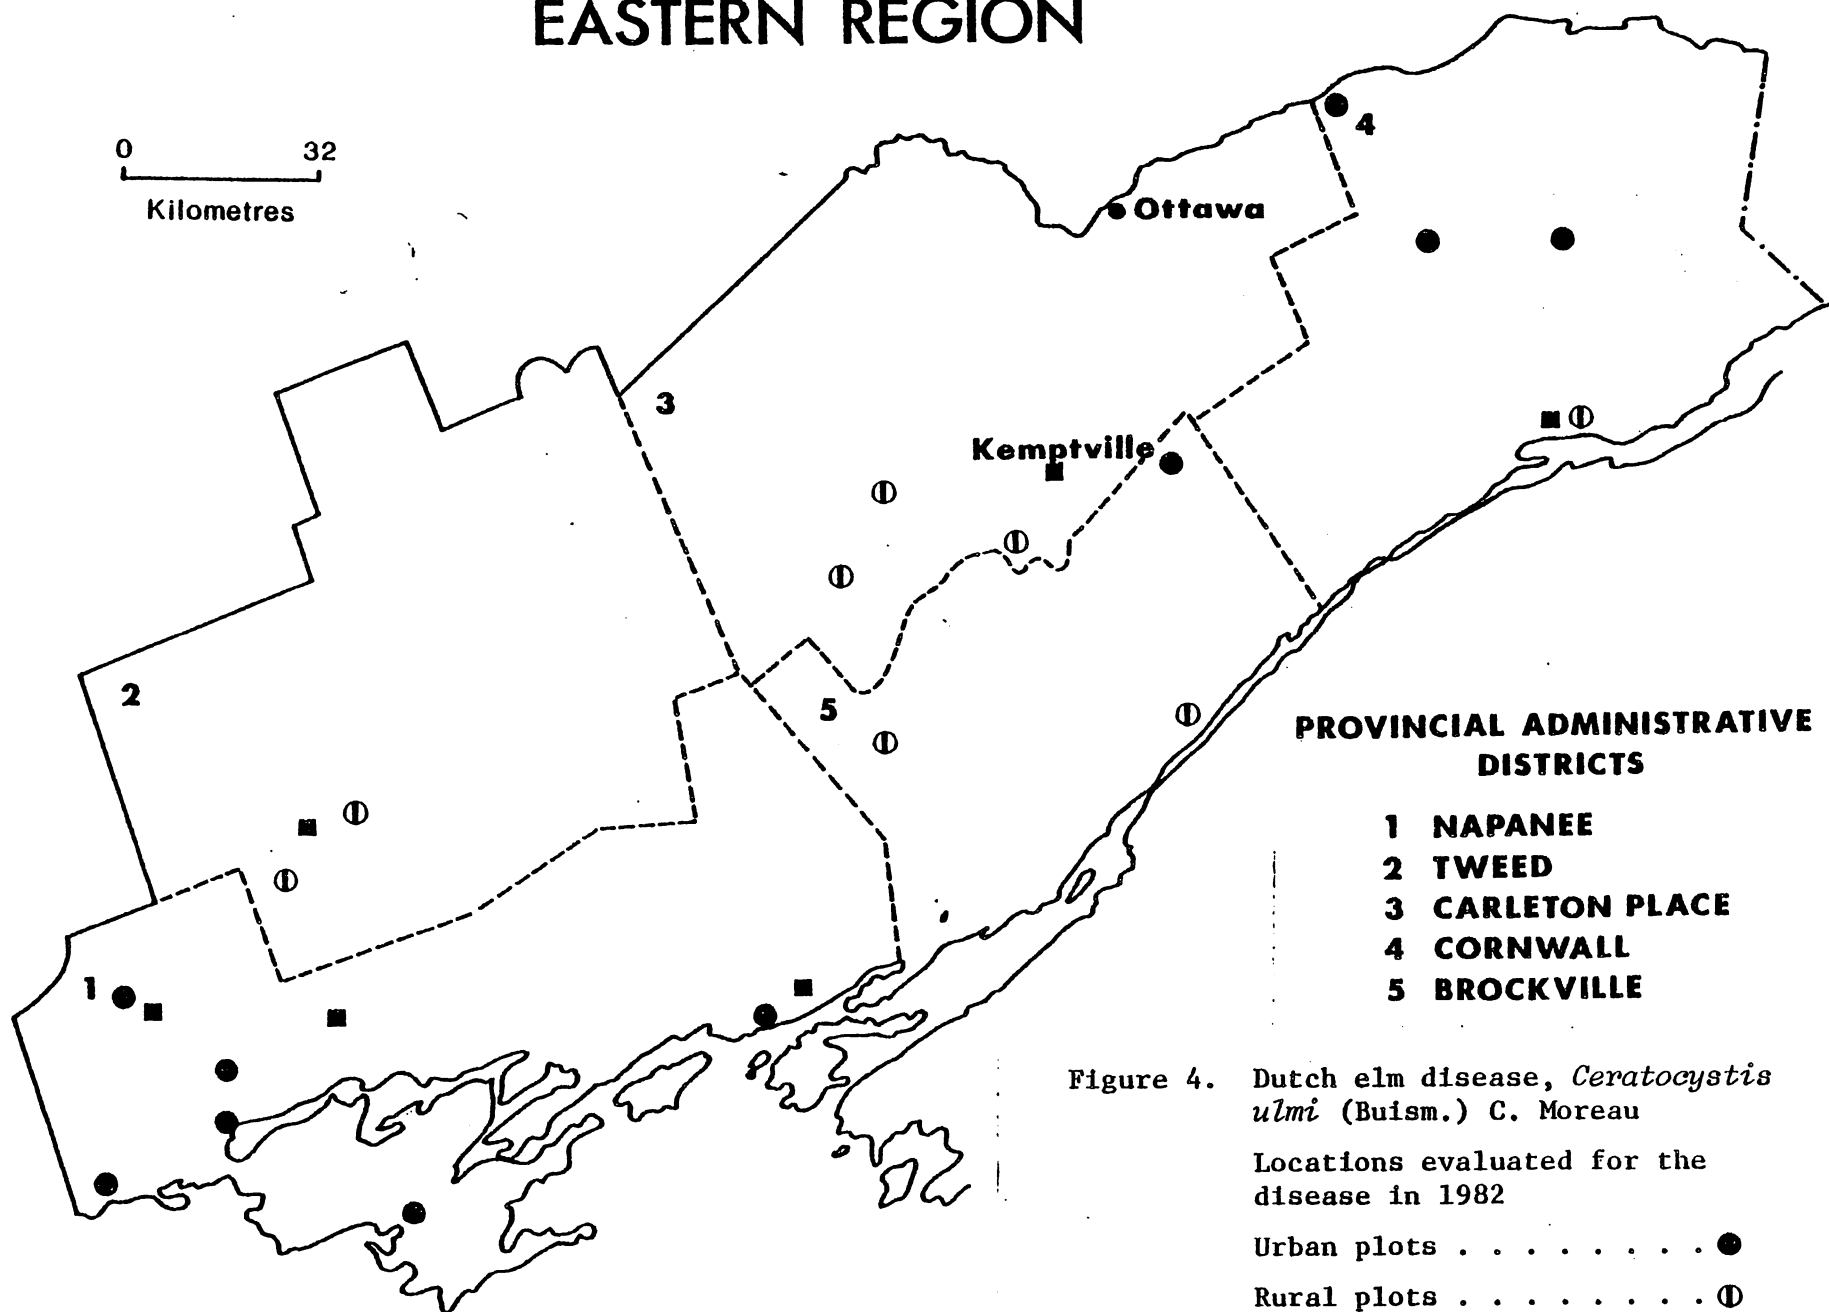 EASTERN REGION
0 32
Kilometres
4
Ottawa
3
Kemptville
2
5
1
PROVINCIAL ADMINISTRATIVE
DISTRICTS
1 NAPANEE
2 TWEED
3 CARLETON PLACE
4 CORNWALL
5 BROCKVILLE
Figure 4. Dutch elm disease, Ceratocystis
ulmi (Buism.) C. Moreau
Locations evaluated for the
disease in 1982
Urban plots . . . . . . . . .
Rural plots . . . . . . . . .